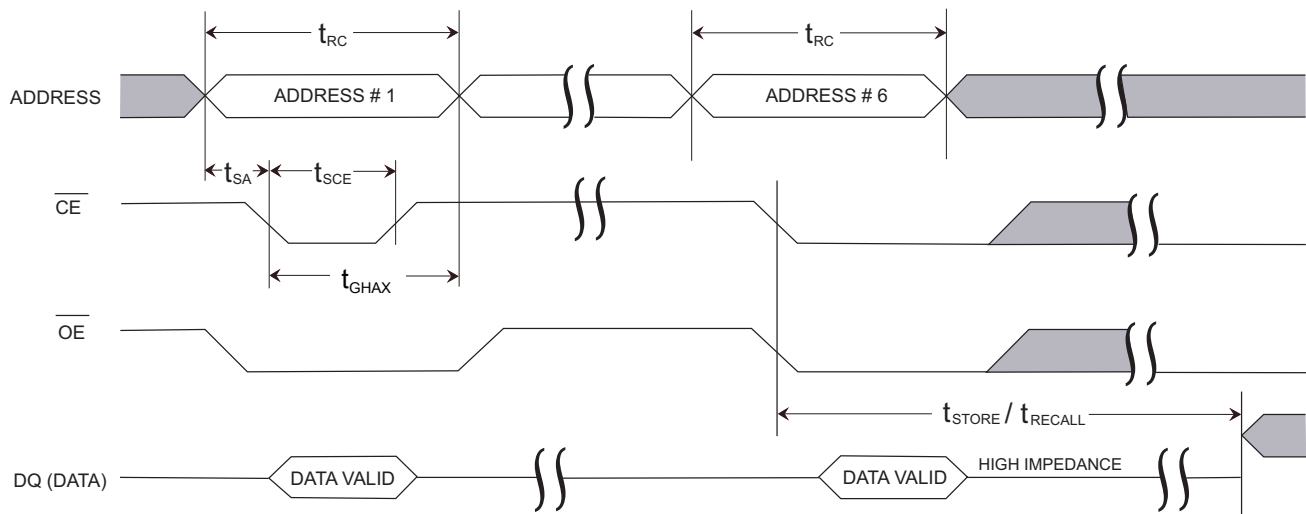 tRC
tRC
ADDRESS
ADDRESS # 1
ADDRESS # 6
tSA
tSCE
CE
tGHAX
OE
tSTORE / tRECALL
DQ (DATA)
DATA VALID
DATA VALID
HIGH IMPEDANCE